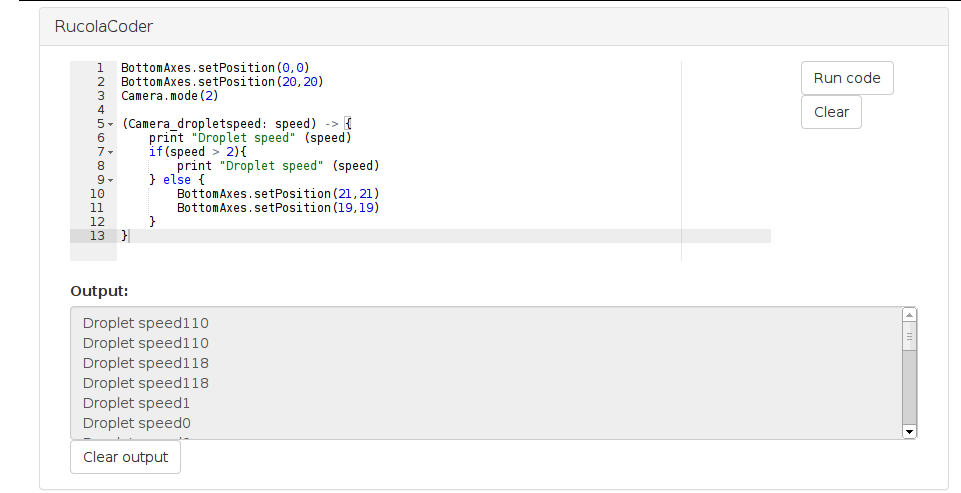 RucolaCoder
1 BottomAxes.setPosition(0,0)
2 BottomAxes.setPosition(20,20)
3 Camera.mode(2)
4
5 (Camera_dropletspeed: speed) -> {
6     print "Droplet speed" (speed)
7     if(speed > 2){
8         print "Droplet speed" (speed)
9     } else {
10         BottomAxes.setPosition(21,21)
11         BottomAxes.setPosition(19,19)
12     }
13 }
Run code
Clear
Output:
Droplet speed110
Droplet speed110
Droplet speed118
Droplet speed118
Droplet speed1
Droplet speed0
Clear output